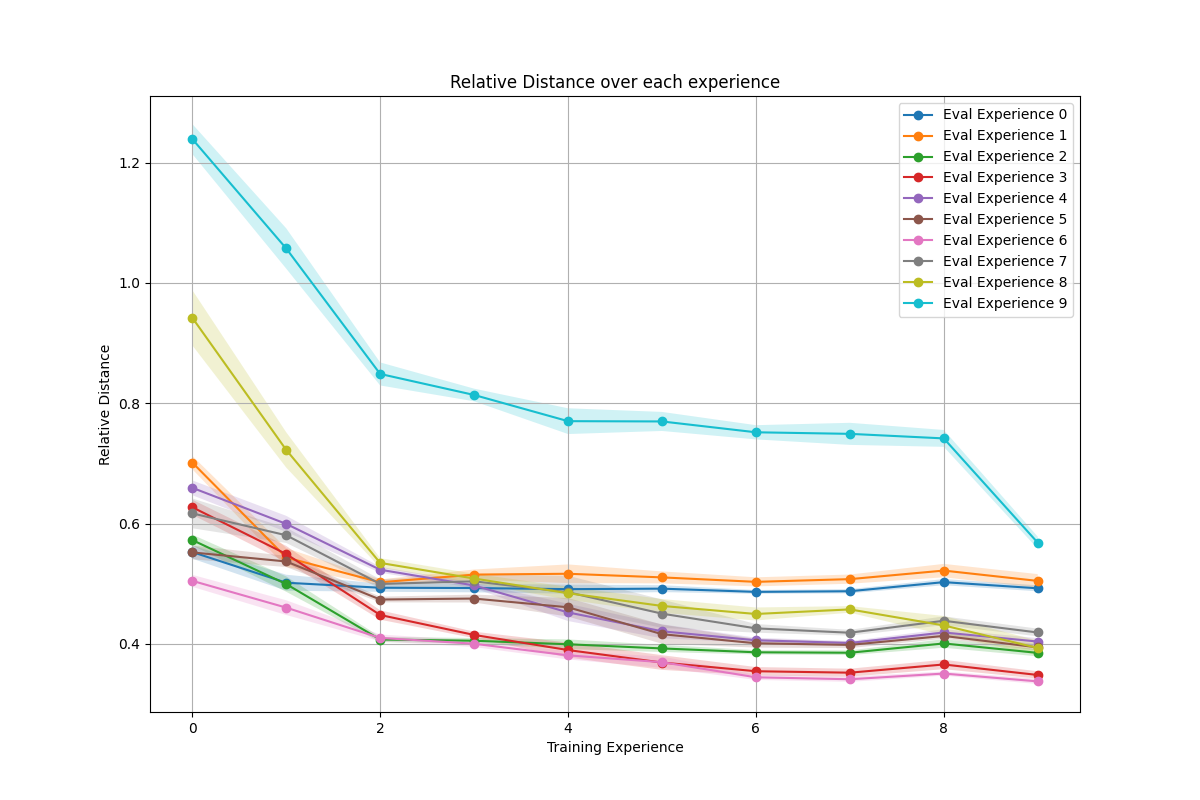 Relative Distance over each experience
Eval Experience 0
Eval Experience 1
Eval Experience 2
Eval Experience 3
Eval Experience 4
Eval Experience 5
Eval Experience 6
Eval Experience 7
Eval Experience 8
Eval Experience 9
1.2
1.0
0.8
0.6
0.4
Relative Distance
0 2 4 6 8
Training Experience